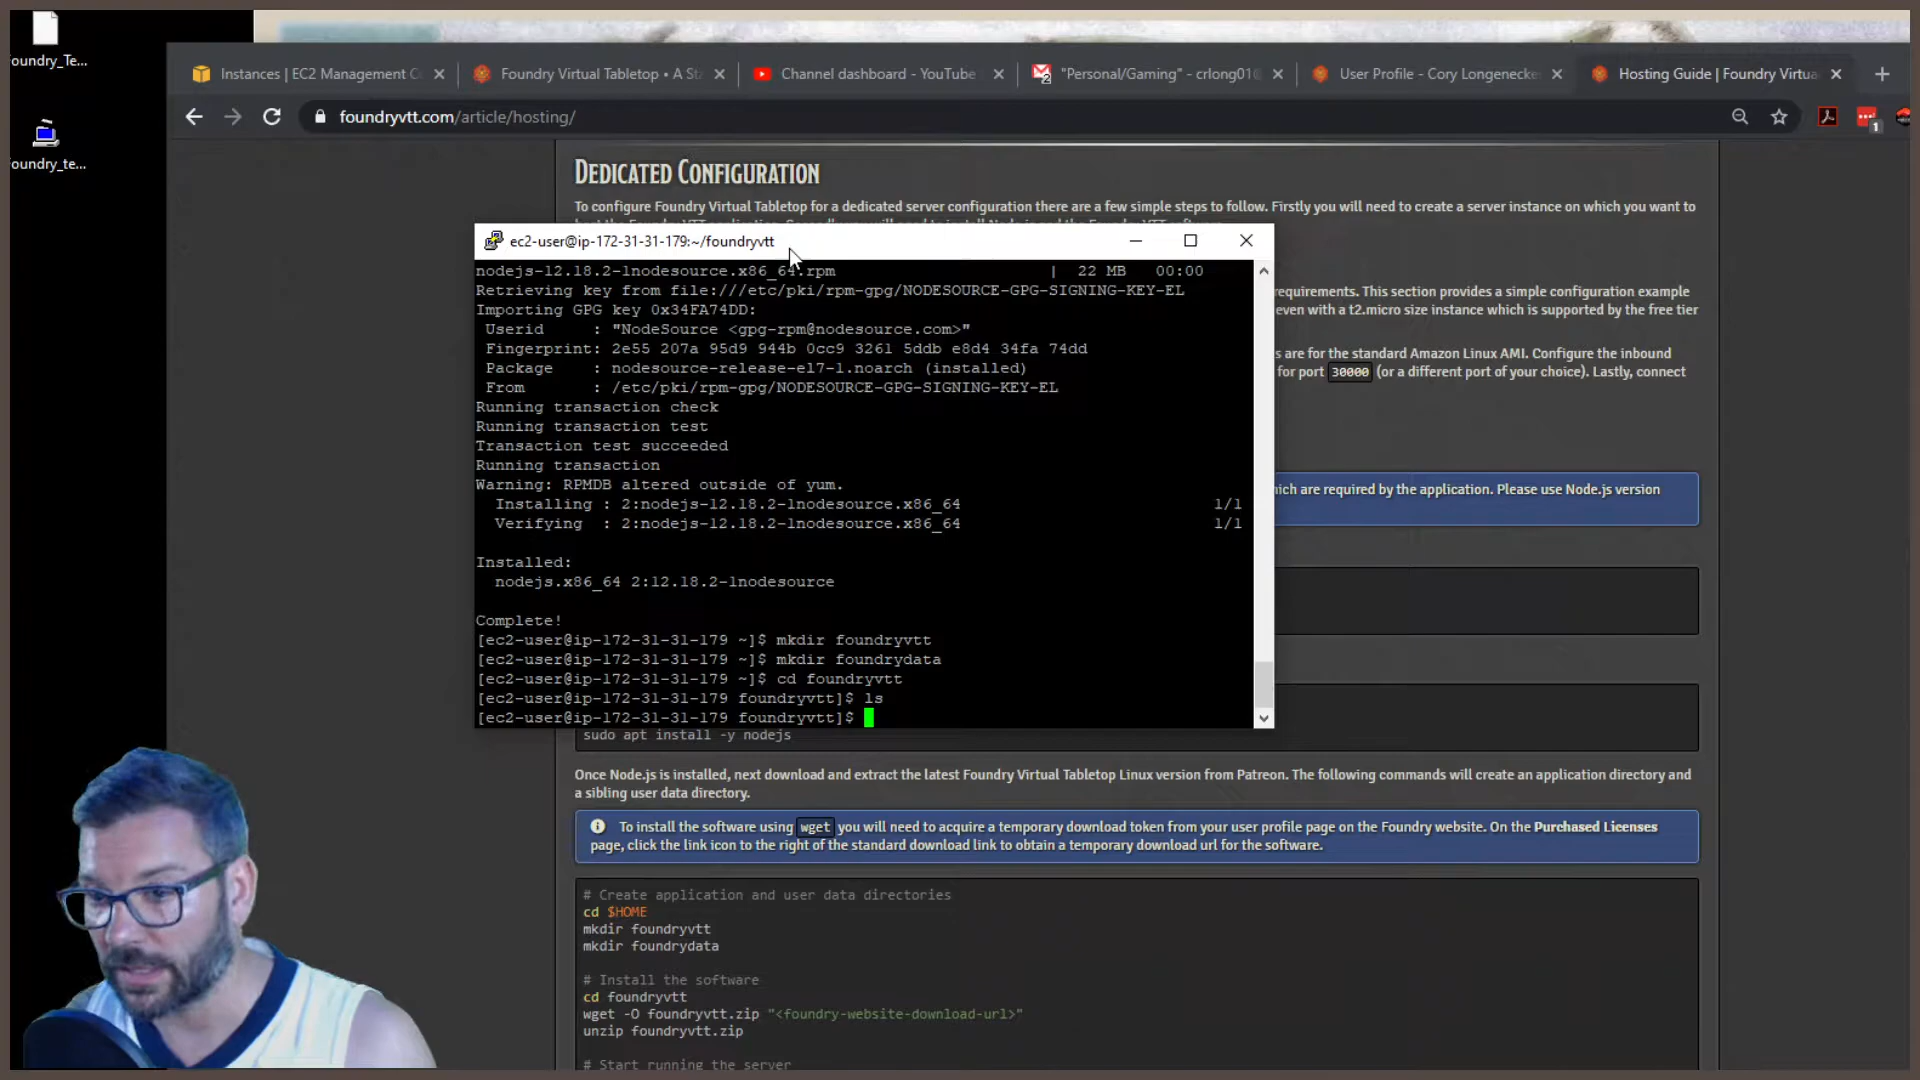 oundry_Te...
oundry_te...
Instances | EC2 Management C
Foundry Virtual Tabletop • A St
Channel dashboard - YouTube
"Personal/Gaming" - crlong01@
User Profile - Cory Longenecke
Hosting Guide | Foundry Virtua
foundryvtt.com/article/hosting/
1
DEDICATED CONFIGURATION
To configure Foundry Virtual Tabletop for a dedicated server configuration there are a few simple steps to follow. Firstly you will need to create a server instance on which you want to
ec2-user@ip-172-31-31-179:~/foundryvtt
nodejs-12.18.2-1nodesource.x86_64.rpm | 22 MB 00:00
Retrieving key from file:///etc/pki/rpm-gpg/NODESOURCE-GPG-SIGNING-KEY-EL
Importing GPG key 0x34FA74DD:
Userid : "NodeSource <gpg-rpm@nodesource.com>"
Fingerprint: 2e55 207a 95d9 944b 0cc9 3261 5ddb e8d4 34fa 74dd
Package : nodesource-release-el7-1.noarch (installed)
From : /etc/pki/rpm-gpg/NODESOURCE-GPG-SIGNING-KEY-EL
Running transaction check
Running transaction test
Transaction test succeeded
Running transaction
Warning: RPMDB altered outside of yum.
Installing : 2:nodejs-12.18.2-1nodesource.x86_64 1/1
Verifying : 2:nodejs-12.18.2-1nodesource.x86_64 1/1
Installed:
nodejs.x86_64 2:12.18.2-1nodesource
Complete!
[ec2-user@ip-172-31-31-179 ~]$ mkdir foundryvtt
[ec2-user@ip-172-31-31-179 ~]$ mkdir foundrydata
[ec2-user@ip-172-31-31-179 ~]$ cd foundryvtt
[ec2-user@ip-172-31-31-179 foundryvtt]$ ls
[ec2-user@ip-172-31-31-179 foundryvtt]$
requirements. This section provides a simple configuration example
even with a t2.micro size instance which is supported by the free tier
s are for the standard Amazon Linux AMI. Configure the inbound
for port 30000 (or a different port of your choice). Lastly, connect
hich are required by the application. Please use Node.js version
sudo apt install -y nodejs
Once Node.js is installed, next download and extract the latest Foundry Virtual Tabletop Linux version from Patreon. The following commands will create an application directory and
a sibling user data directory.
To install the software using wget you will need to acquire a temporary download token from your user profile page on the Foundry website. On the Purchased Licenses
page, click the link icon to the right of the standard download link to obtain a temporary download url for the software.
# Create application and user data directories
cd $HOME
mkdir foundryvtt
mkdir foundrydata
# Install the software
cd foundryvtt
wget -O foundryvtt.zip "<foundry-website-download-url>"
unzip foundryvtt.zip
# Start running the server